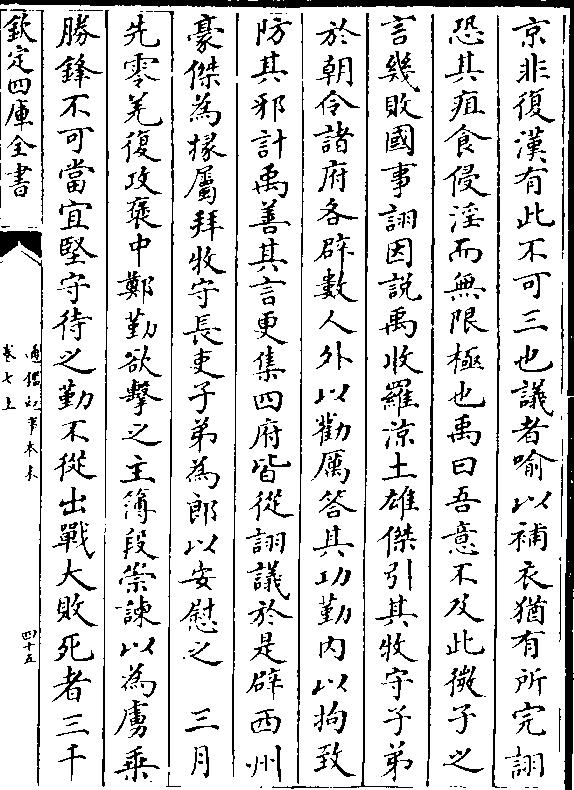 京非復漢有此不可三也議者喻以補衣猶有所完詡
恐其疽食侵淫而無限極也禹曰吾意不及此微子之
言幾敗國事詡因説禹收羅涼土雄傑引其牧守子弟
於朝令諸府各辟數人外以勸厲答其功勤内以拘致
防其邪計禹善其言更集四府皆從詡議於是辟西州
豪傑為掾屬拜牧守長吏子弟為郎以安慰之　三月
先零羌復攻褒中鄭勤欲擊之主簿段崇諫以為虜乗
勝鋒不可當宜堅守待之勤不從出戰大敗死者三千
欽定四庫全書
通鑑紀事本末
卷七上
四十五